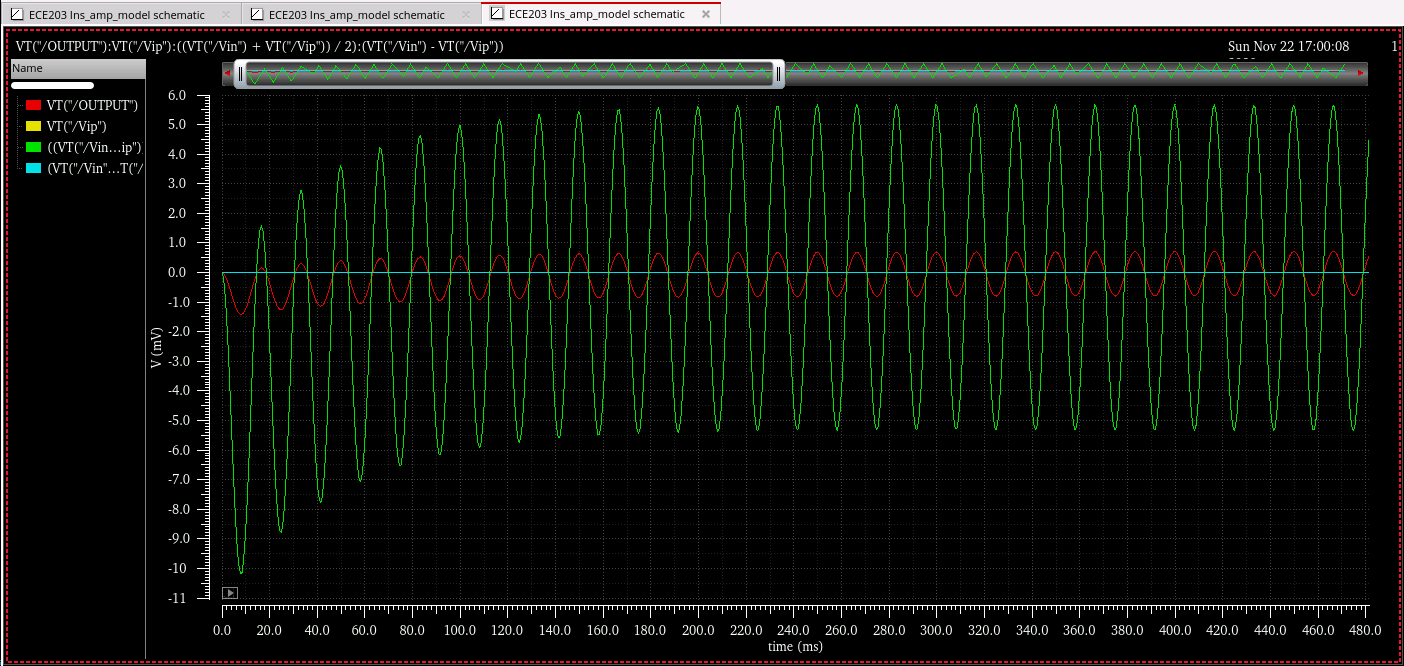 ECE203 Ins_amp_model schematic
ECE203 Ins_amp_model schematic
ECE203 Ins_amp_model schematic
VT("/OUTPUT"):VT("/Vip"):((VT("/Vin") + VT("/Vip")) / 2):(VT("/Vin") - VT("/Vip"))
Sun Nov 22 17:00:08
1
Name
VT("/OUTPUT")
VT("/Vip")
((VT("/Vin...ip")
(VT("/Vin"...T("/
6.0
5.0
4.0
3.0
2.0
1.0
0.0
-1.0
-2.0
-3.0
-4.0
-5.0
-6.0
-7.0
-8.0
-9.0
-10
-11
V (mV)
0.0 20.0 40.0 60.0 80.0 100.0 120.0 140.0 160.0 180.0 200.0 220.0 240.0 260.0 280.0 300.0 320.0 340.0 360.0 380.0 400.0 420.0 440.0 460.0 480.0
time (ms)